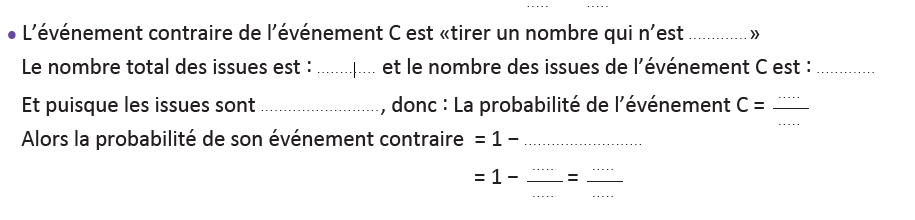 ..... .....
• L’événement contraire de l’événement C est «tirer un nombre qui n’est .............»
Le nombre total des issues est : ............. et le nombre des issues de l’événement C est : .............
Et puisque les issues sont ........................., donc : La probabilité de l’événement C = ..... / .....
Alors la probabilité de son événement contraire = 1 – .........................
= 1 – ..... / ..... = ..... / .....